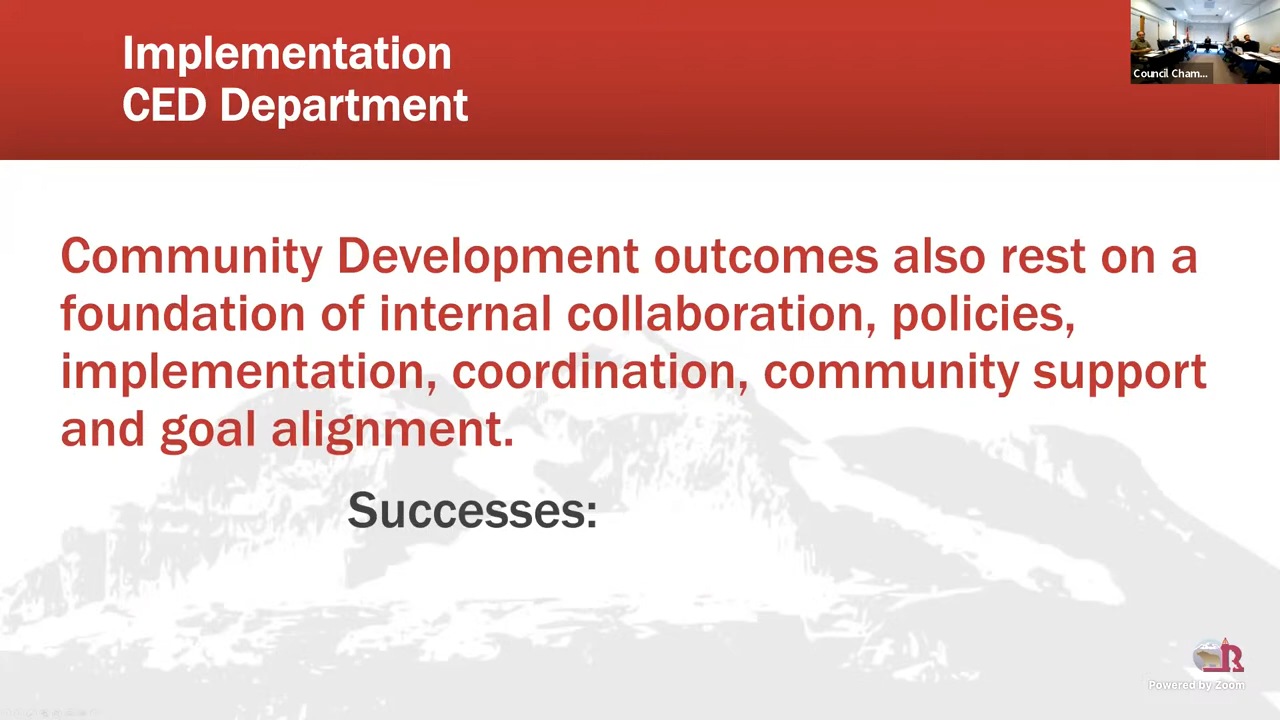 Implementation
CED Department
Council Cham...
Community Development outcomes also rest on a
foundation of internal collaboration, policies,
implementation, coordination, community support
and goal alignment.
Successes:
R
Powered by Zoom